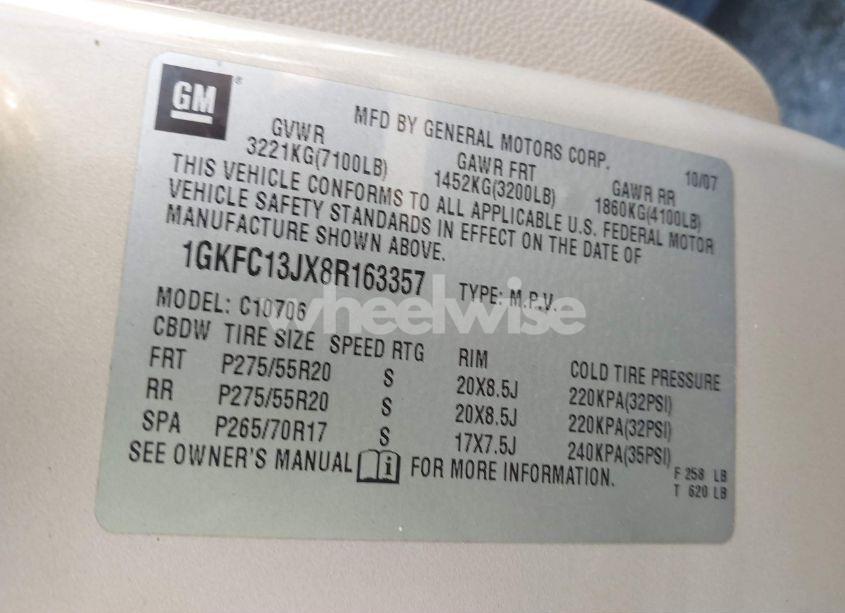 GM
MFD BY GENERAL MOTORS CORP. 10/07
GVWR GAWR FRT GAWR RR
3221KG(7100LB) 1452KG(3200LB) 1860KG(4100LB)
THIS VEHICLE CONFORMS TO ALL APPLICABLE U.S. FEDERAL MOTOR
VEHICLE SAFETY STANDARDS IN EFFECT ON THE DATE OF
MANUFACTURE SHOWN ABOVE.
1GKFC13JX8R163357 TYPE: M.P.V.
MODEL: C10706
wheelwise
CBDW TIRE SIZE SPEED RTG RIM COLD TIRE PRESSURE
FRT P275/55R20 S 20X8.5J 220KPA(32PSI)
RR P275/55R20 S 20X8.5J 220KPA(32PSI)
SPA P265/70R17 S 17X7.5J 240KPA(35PSI)
SEE OWNER'S MANUAL i FOR MORE INFORMATION.
F 258 LB
T 620 LB